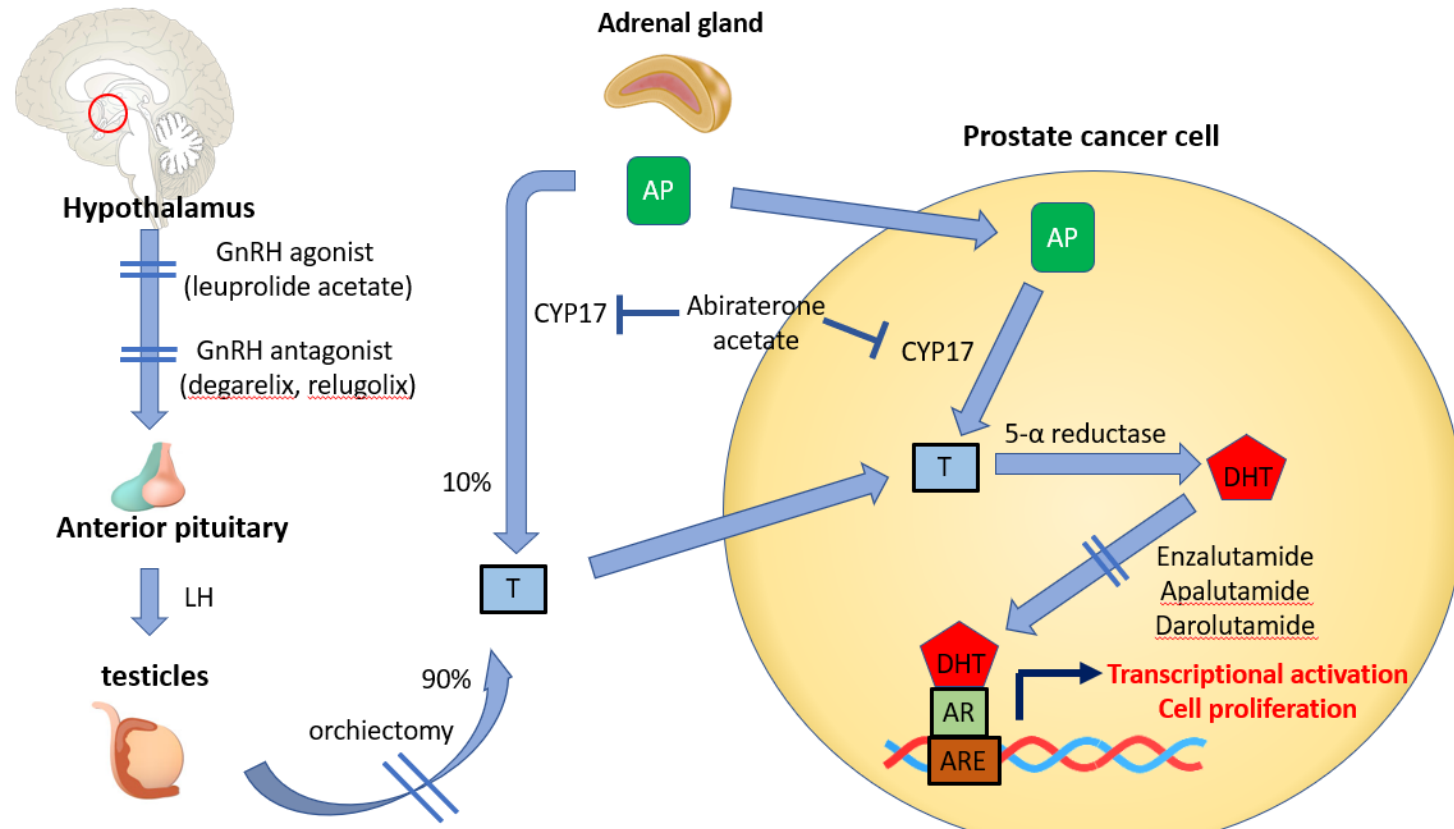 Adrenal gland
Prostate cancer cell
AP
AP
Hypothalamus
GnRH agonist
(leuprolide acetate)
CYP17
Abiraterone
acetate
CYP17
GnRH antagonist
(degarelix, relugolix)
5-α reductase
T
DHT
10%
Anterior pituitary
LH
T
Enzalutamide
Apalutamide
Darolutamide
testicles
90%
orchiectomy
DHT
AR
ARE
Transcriptional activation
Cell proliferation